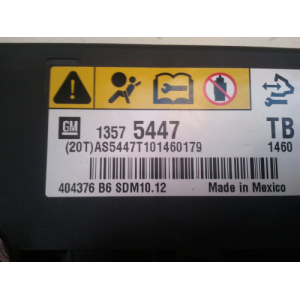 GM 1357 5447 TB
(20T)AS5447T101460179 1460
404376 B6 SDM10.12 Made in Mexico